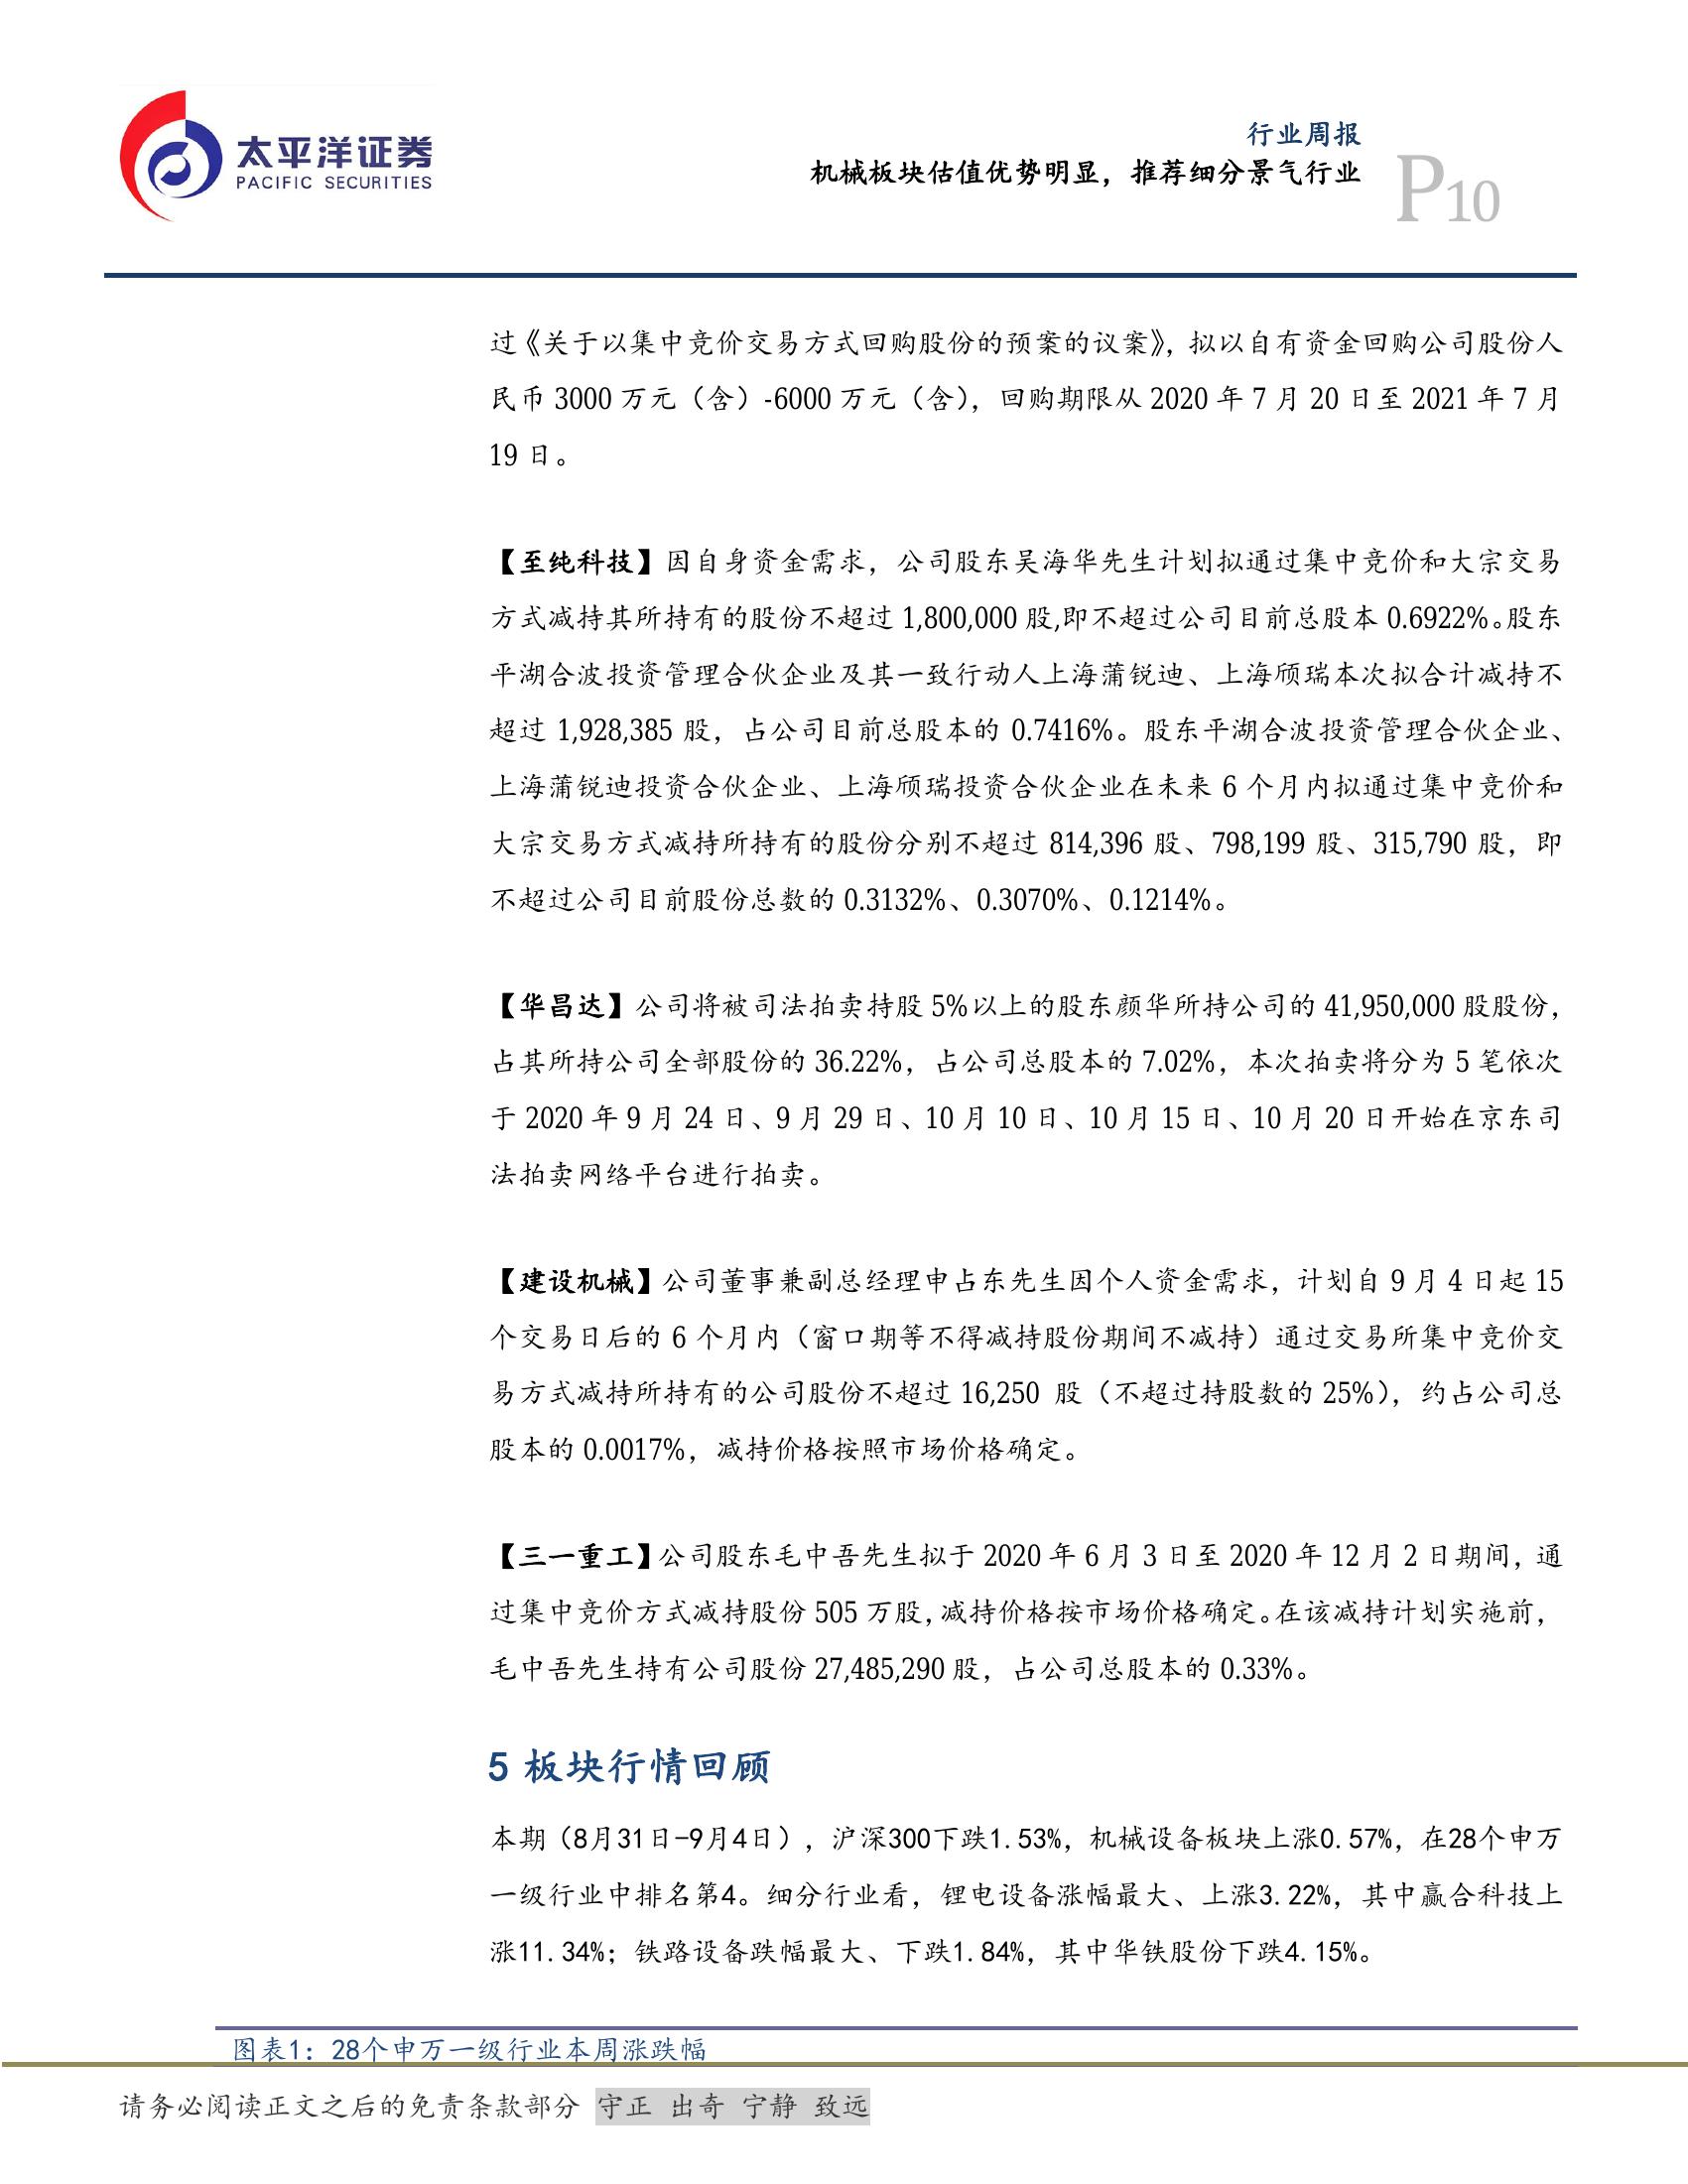 太平洋证券
PACIFIC SECURITIES
行业周报
机械板块估值优势明显，推荐细分景气行业
P10
过《关于以集中竞价交易方式回购股份的预案的议案》，拟以自有资金回购公司股份人
民币 3000 万元（含）-6000 万元（含），回购期限从 2020 年 7 月 20 日至 2021 年 7 月
19 日。
【至纯科技】因自身资金需求，公司股东吴海华先生计划拟通过集中竞价和大宗交易
方式减持其所持有的股份不超过 1,800,000 股,即不超过公司目前总股本 0.6922%。股东
平湖合波投资管理合伙企业及其一致行动人上海蒲锐迪、上海颀瑞本次拟合计减持不
超过 1,928,385 股，占公司目前总股本的 0.7416%。股东平湖合波投资管理合伙企业、
上海蒲锐迪投资合伙企业、上海颀瑞投资合伙企业在未来 6 个月内拟通过集中竞价和
大宗交易方式减持所持有的股份分别不超过 814,396 股、798,199 股、315,790 股，即
不超过公司目前股份总数的 0.3132%、0.3070%、0.1214%。
【华昌达】公司将被司法拍卖持股 5%以上的股东颜华所持公司的 41,950,000 股股份，
占其所持公司全部股份的 36.22%，占公司总股本的 7.02%，本次拍卖将分为 5 笔依次
于 2020 年 9 月 24 日、9 月 29 日、10 月 10 日、10 月 15 日、10 月 20 日开始在京东司
法拍卖网络平台进行拍卖。
【建设机械】公司董事兼副总经理申占东先生因个人资金需求，计划自 9 月 4 日起 15
个交易日后的 6 个月内（窗口期等不得减持股份期间不减持）通过交易所集中竞价交
易方式减持所持有的公司股份不超过 16,250 股（不超过持股数的 25%），约占公司总
股本的 0.0017%，减持价格按照市场价格确定。
【三一重工】公司股东毛中吾先生拟于 2020 年 6 月 3 日至 2020 年 12 月 2 日期间，通
过集中竞价方式减持股份 505 万股，减持价格按市场价格确定。在该减持计划实施前，
毛中吾先生持有公司股份 27,485,290 股，占公司总股本的 0.33%。
5 板块行情回顾
本期（8月31日-9月4日），沪深300下跌1.53%，机械设备板块上涨0.57%，在28个申万
一级行业中排名第4。细分行业看，锂电设备涨幅最大、上涨3.22%，其中赢合科技上
涨11.34%；铁路设备跌幅最大、下跌1.84%，其中华铁股份下跌4.15%。
图表1：28个申万一级行业本周涨跌幅
请务必阅读正文之后的免责条款部分 守正 出奇 宁静 致远